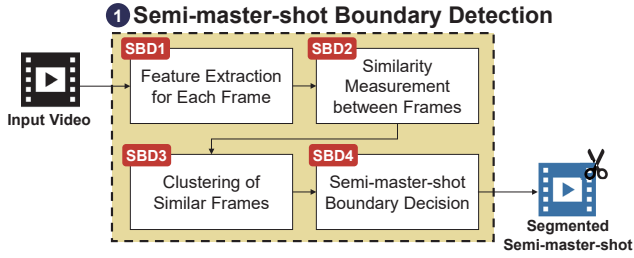 1 Semi-master-shot Boundary Detection
SBD1
Feature Extraction
for Each Frame
SBD2
Similarity
Measurement
between Frames
Input Video
SBD3
Clustering of
Similar Frames
SBD4
Semi-master-shot
Boundary Decision
Segmented
Semi-master-shot